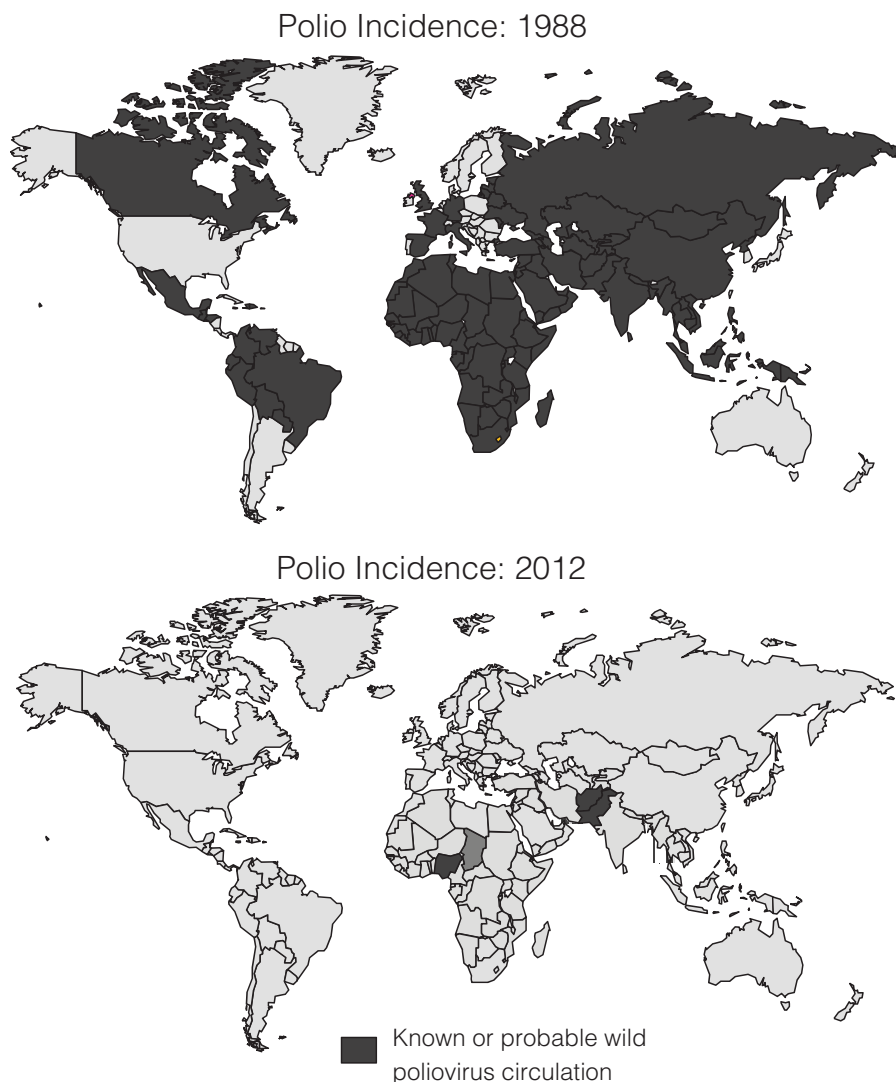 Polio Incidence: 1988
Polio Incidence: 2012
Known or probable wild
poliovirus circulation